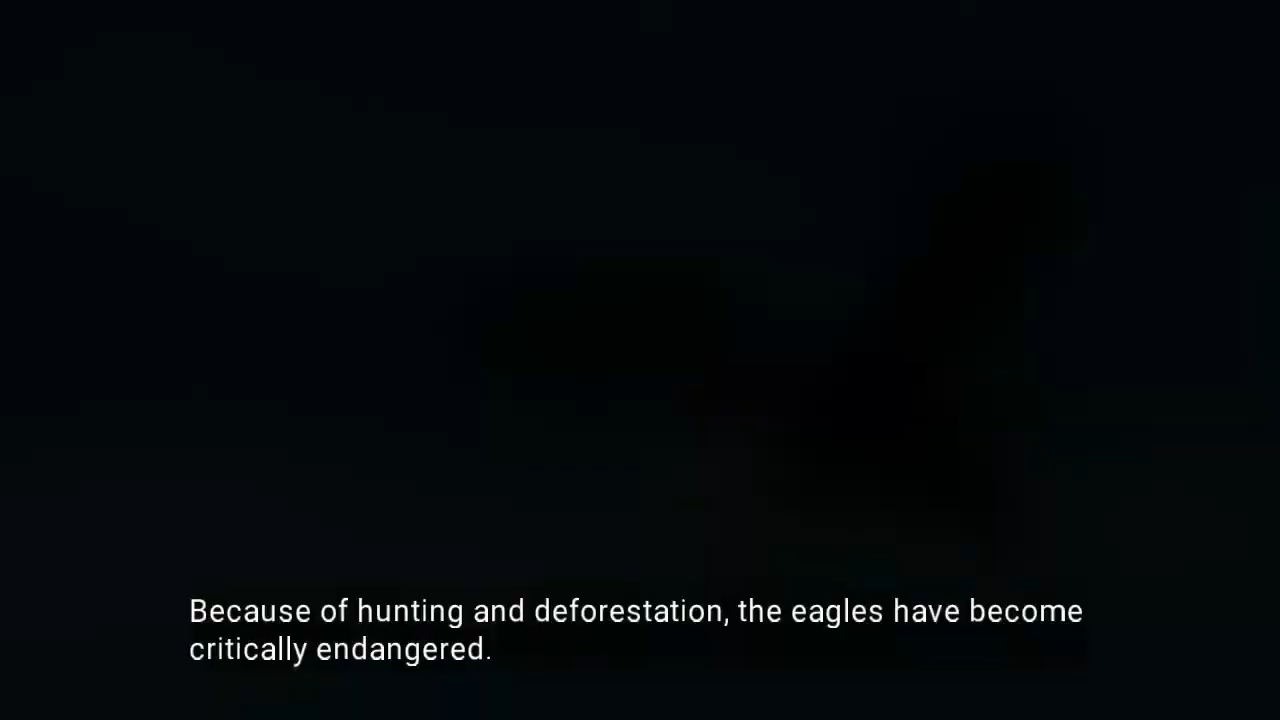 Because of hunting and deforestation, the eagles have become
critically endangered.